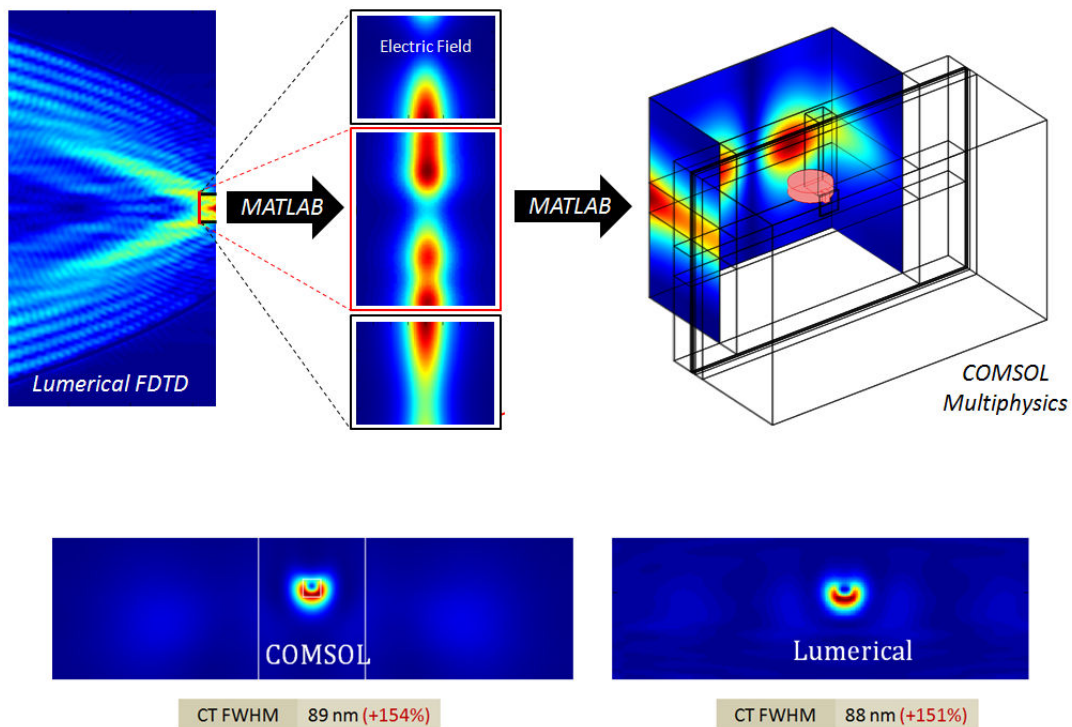 Electric Field
MATLAB
MATLAB
Lumerical FDTD
COMSOL
Multiphysics
COMSOL
Lumerical
CT FWHM 89 nm (+154%)
CT FWHM 88 nm (+151%)